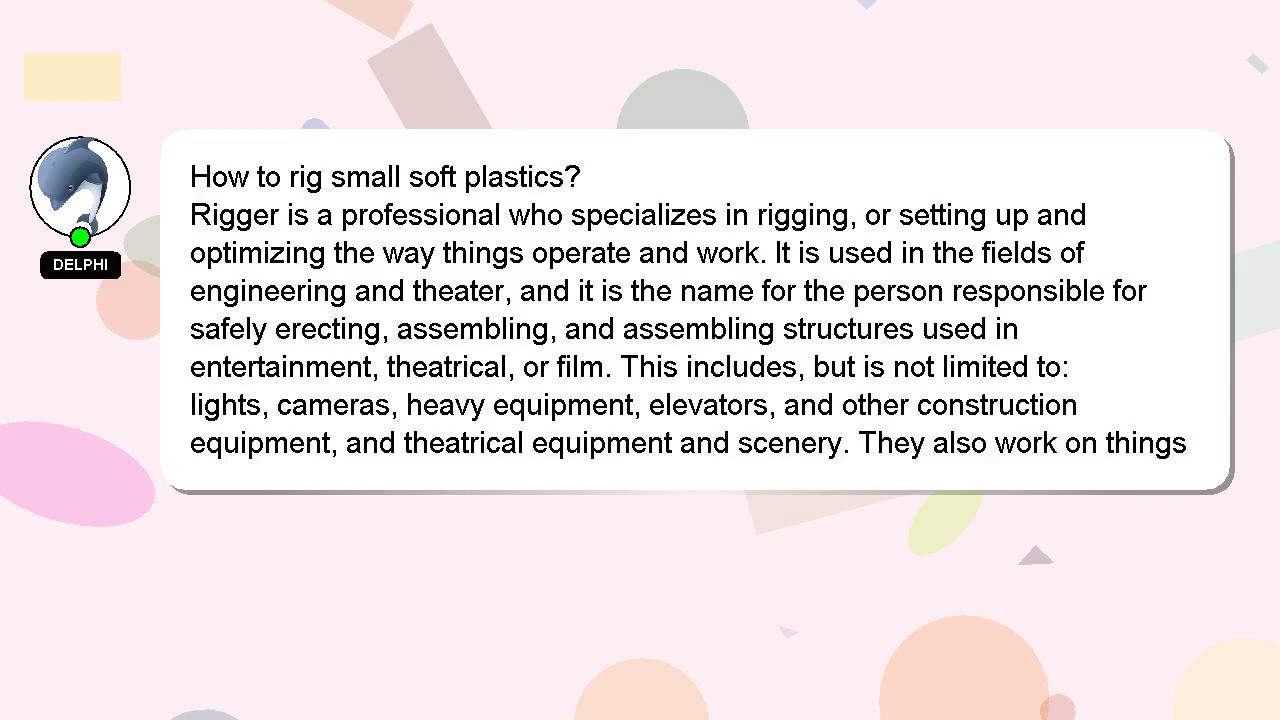 How to rig small soft plastics?
Rigger is a professional who specializes in rigging, or setting up and
optimizing the way things operate and work. It is used in the fields of
engineering and theater, and it is the name for the person responsible for
safely erecting, assembling, and assembling structures used in
entertainment, theatrical, or film. This includes, but is not limited to:
lights, cameras, heavy equipment, elevators, and other construction
equipment, and theatrical equipment and scenery. They also work on things
DELPHI